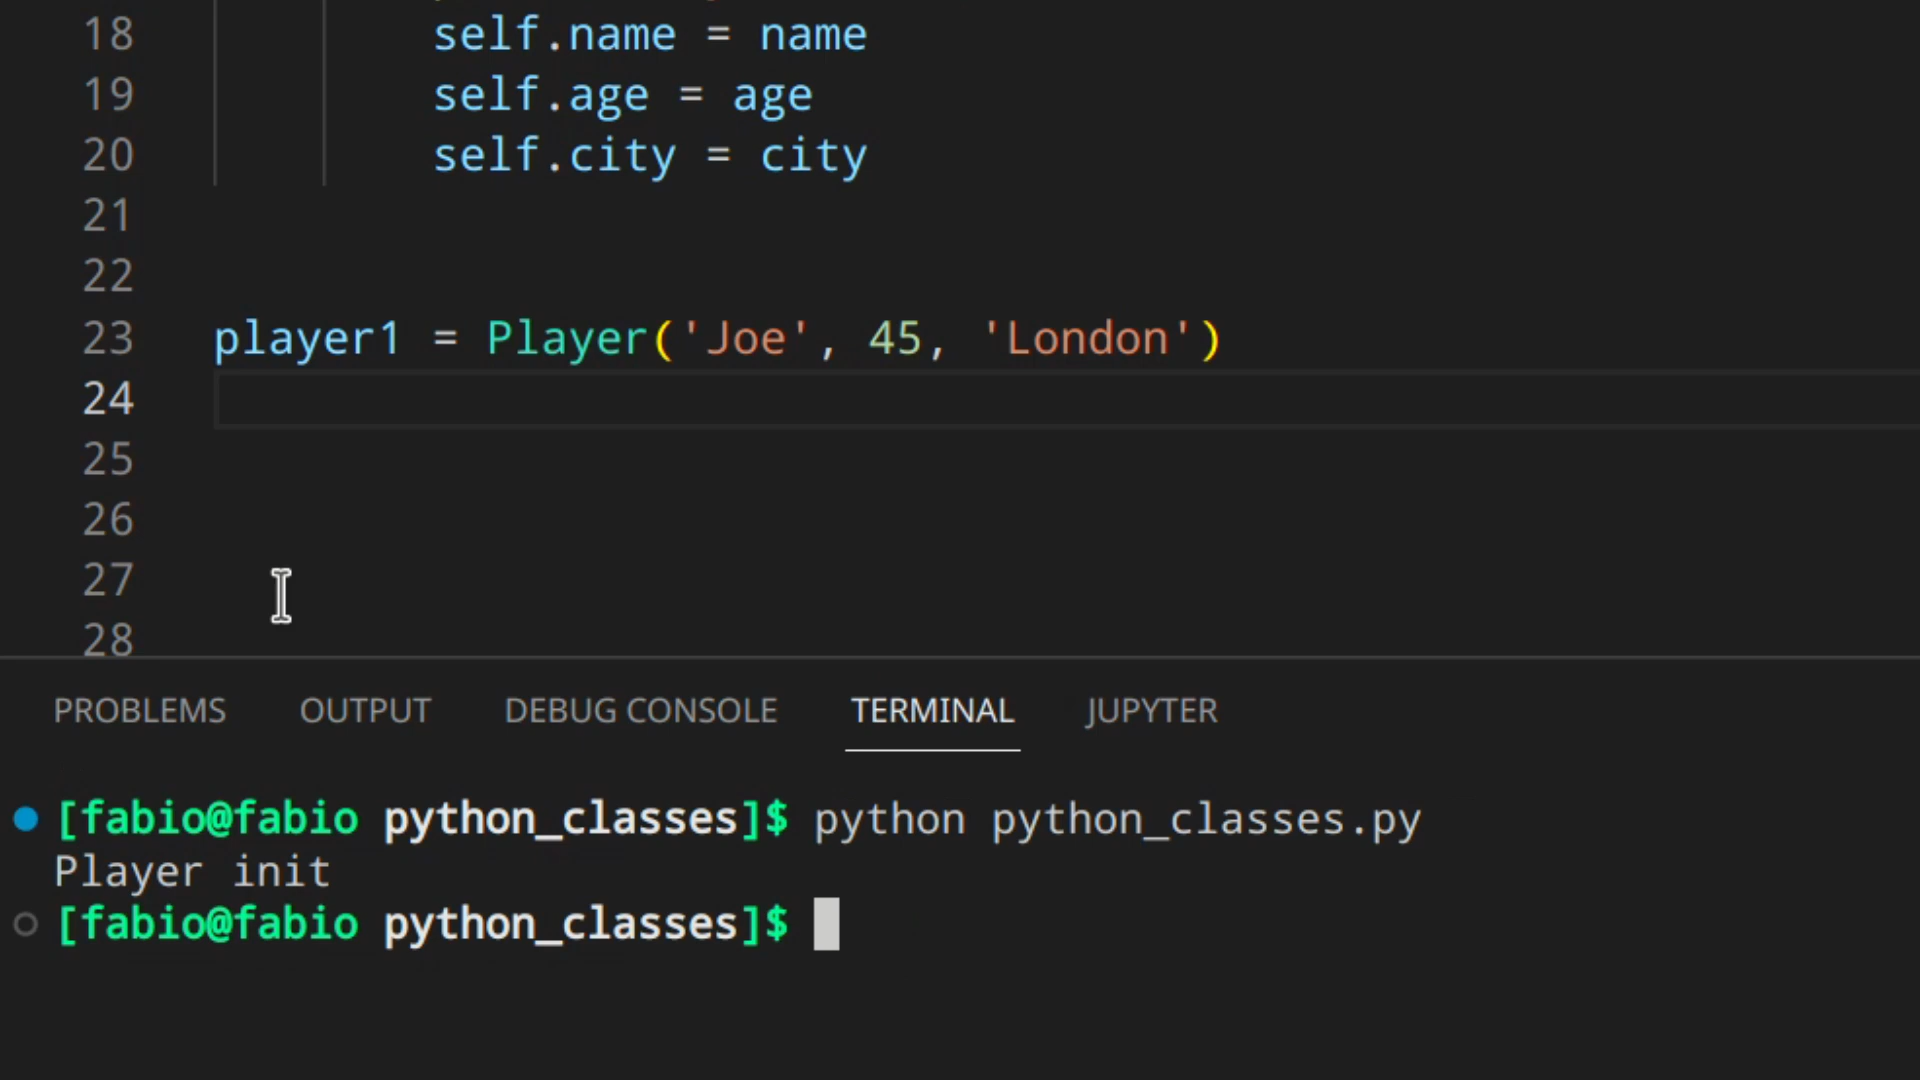 18 self.name = name
19 self.age = age
20 self.city = city
21
22
23 player1 = Player('Joe', 45, 'London')
24
25
26
27
28
PROBLEMS OUTPUT DEBUG CONSOLE TERMINAL JUPYTER
[fabio@fabio python_classes]$ python python_classes.py
Player init
[fabio@fabio python_classes]$